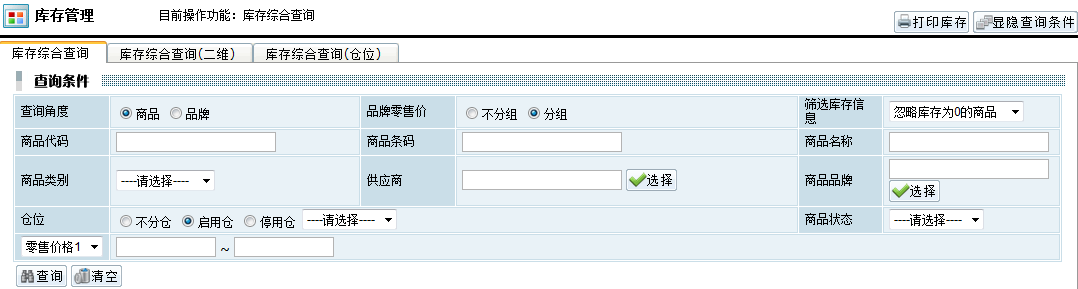 库存管理 目前操作功能：库存综合查询
打印库存 显隐查询条件
库存综合查询 库存综合查询(二维) 库存综合查询(仓位)
查询条件
查询角度 商品 品牌 品牌零售价 不分组 分组 筛选库存信息 忽略库存为0的商品
商品代码 商品条码 商品名称
商品类别 ----请选择---- 供应商 选择 商品品牌 选择
仓位 不分仓 启用仓 停用仓 ----请选择---- 商品状态 ----请选择----
零售价格1 ~
查询 清空